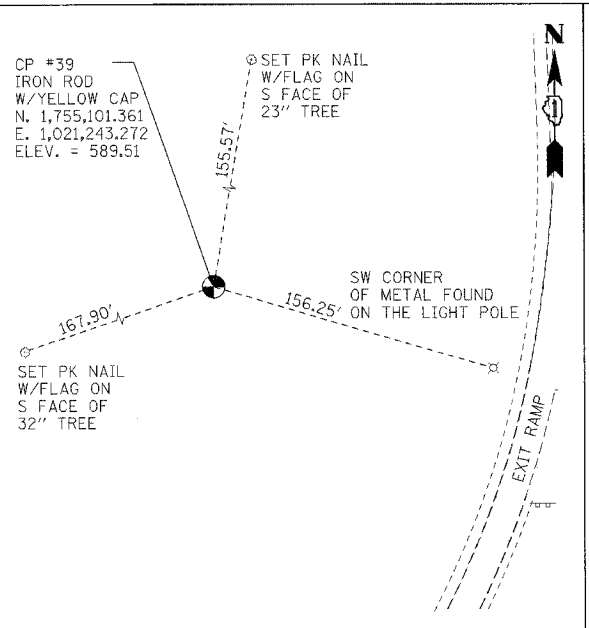 CP #39
IRON ROD
W/YELLOW CAP
N. 1,755,101.361
E. 1,021,243.272
ELEV. = 589.51
SET PK NAIL
W/FLAG ON
S FACE OF
23" TREE
N
155.57'
167.90'
156.25'
SW CORNER
OF METAL FOUND
ON THE LIGHT POLE
SET PK NAIL
W/FLAG ON
S FACE OF
32" TREE
EXIT RAMP